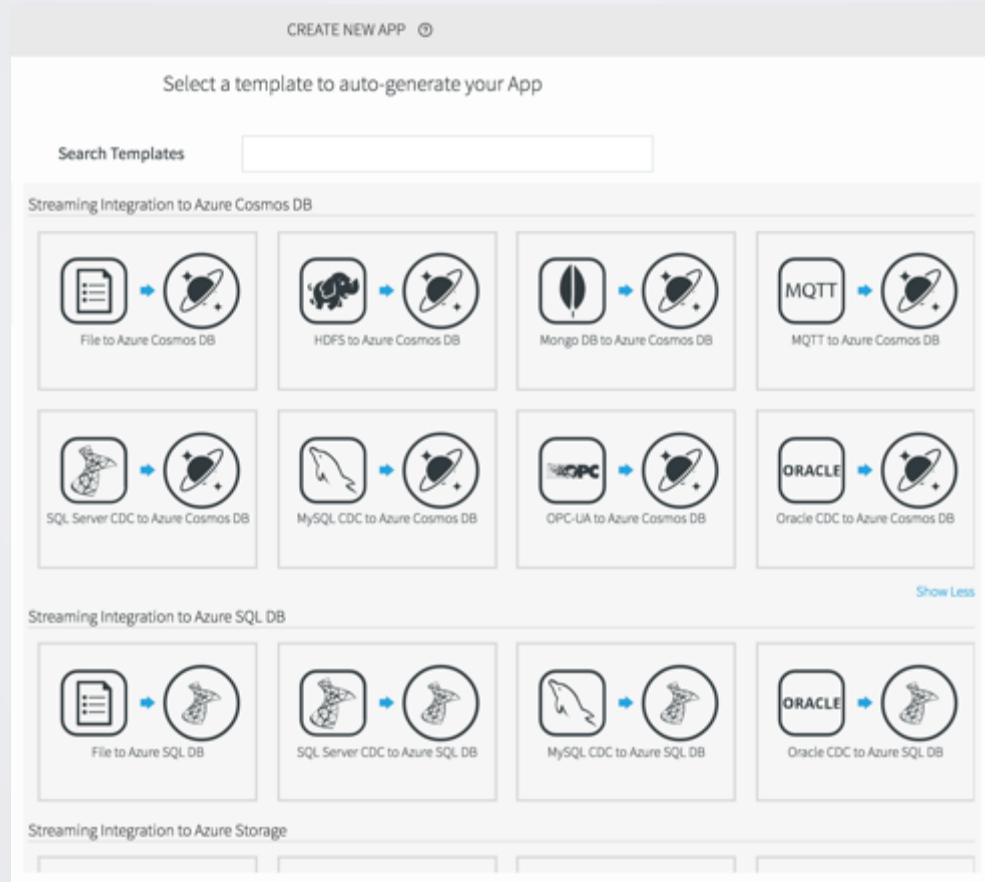 CREATE NEW APP ?
Select a template to auto-generate your App
Search Templates
Streaming Integration to Azure Cosmos DB
MQTT
File to Azure Cosmos DB
HDFS to Azure Cosmos DB
Mongo DB to Azure Cosmos DB
MQTT to Azure Cosmos DB
OPC
ORACLE
SQL Server CDC to Azure Cosmos DB
MySQL CDC to Azure Cosmos DB
OPC-UA to Azure Cosmos DB
Oracle CDC to Azure Cosmos DB
Show Less
Streaming Integration to Azure SQL DB
ORACLE
File to Azure SQL DB
SQL Server CDC to Azure SQL DB
MySQL CDC to Azure SQL DB
Oracle CDC to Azure SQL DB
Streaming Integration to Azure Storage